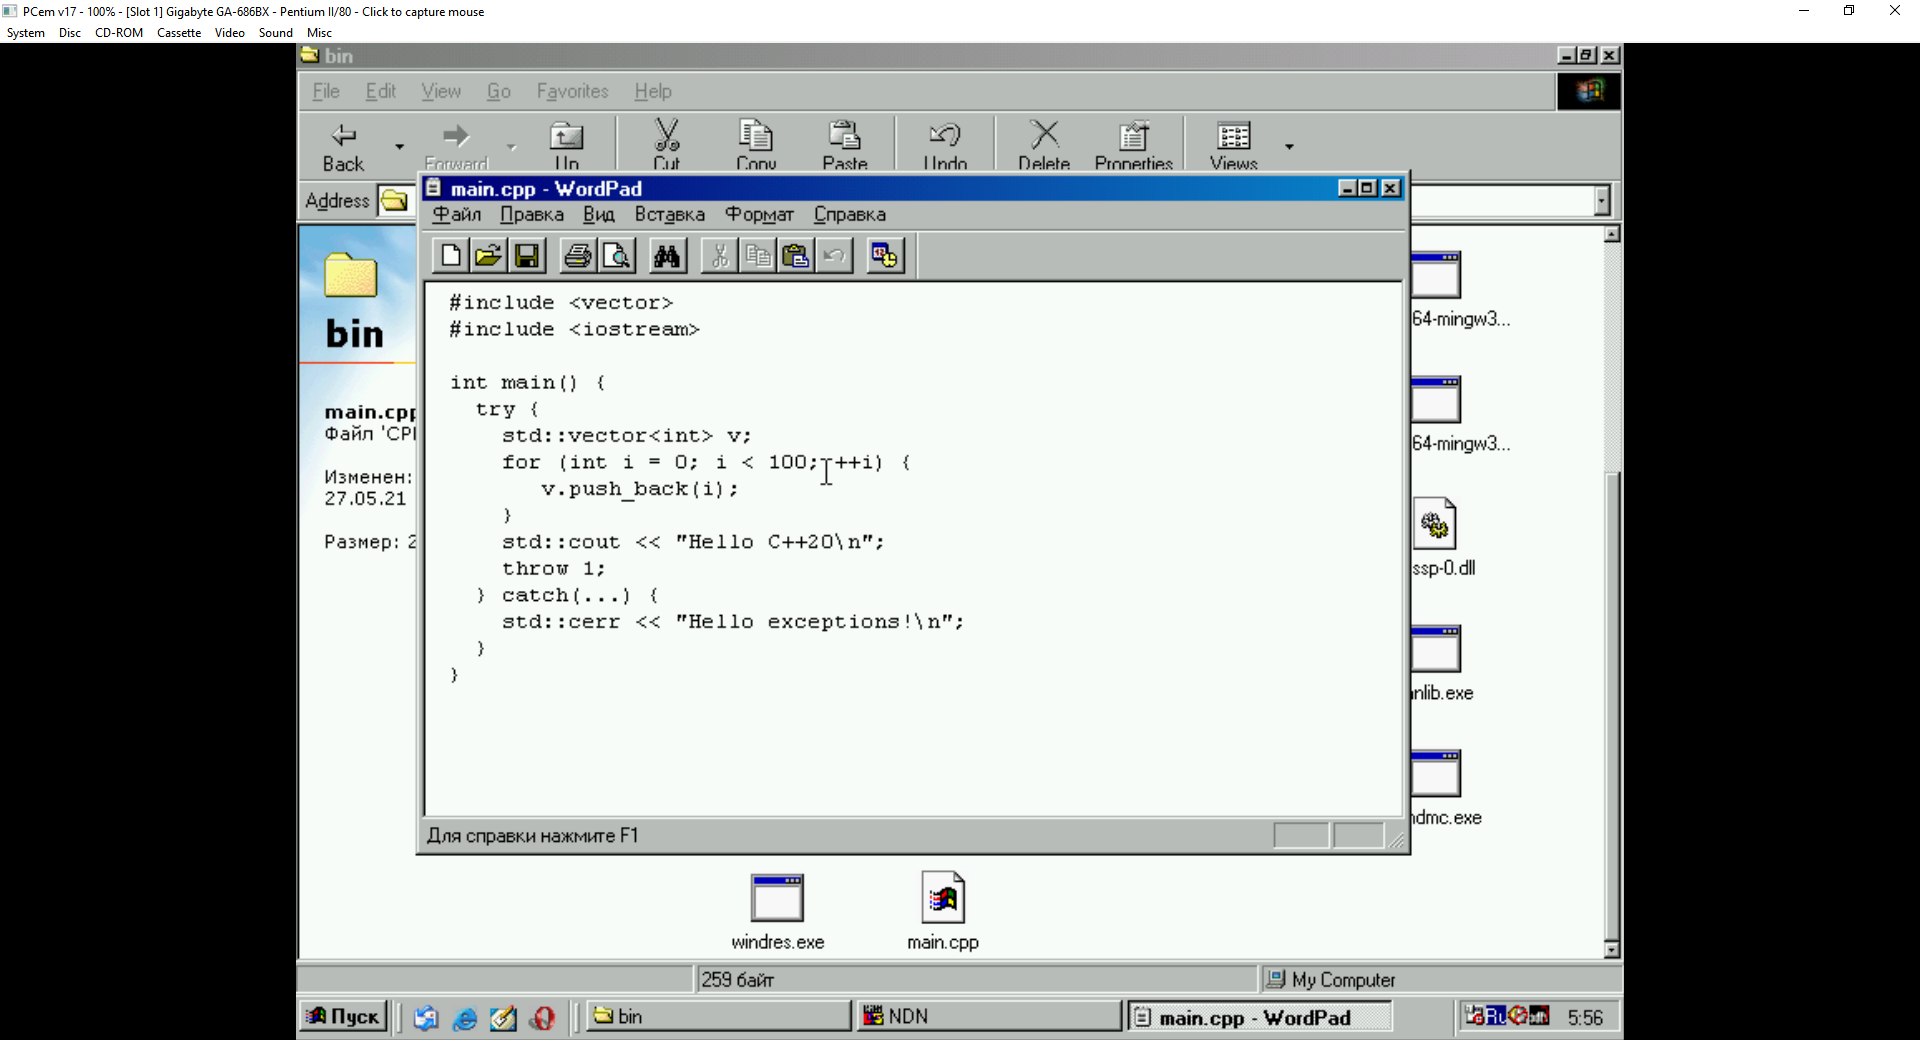 PCem v17 - 100% - [Slot 1] Gigabyte GA-686BX - Pentium II/80 - Click to capture mouse
System Disc CD-ROM Cassette Video Sound Misc
bin
File Edit View Go Favorites Help
Back Forward Up Cut Copy Paste Undo Delete Properties Views
Address
main.cpp - WordPad
Файл Правка Вид Вставка Формат Справка
#include <vector>
#include <iostream>
int main() {
try {
std::vector<int> v;
for (int i = 0; i < 100; ++i) {
v.push_back(i);
}
std::cout << "Hello C++20\n";
throw 1;
} catch(...) {
std::cerr << "Hello exceptions!\n";
}
}
Для справки нажмите F1
bin
main.cpp
Файл 'CPP
Изменен:
27.05.21
Размер: 2
64-mingw3...
64-mingw3...
ssp-0.dll
nlib.exe
dmc.exe
windres.exe
main.cpp
259 байт
My Computer
Пуск
bin
NDN
main.cpp - WordPad
Ru
5:56